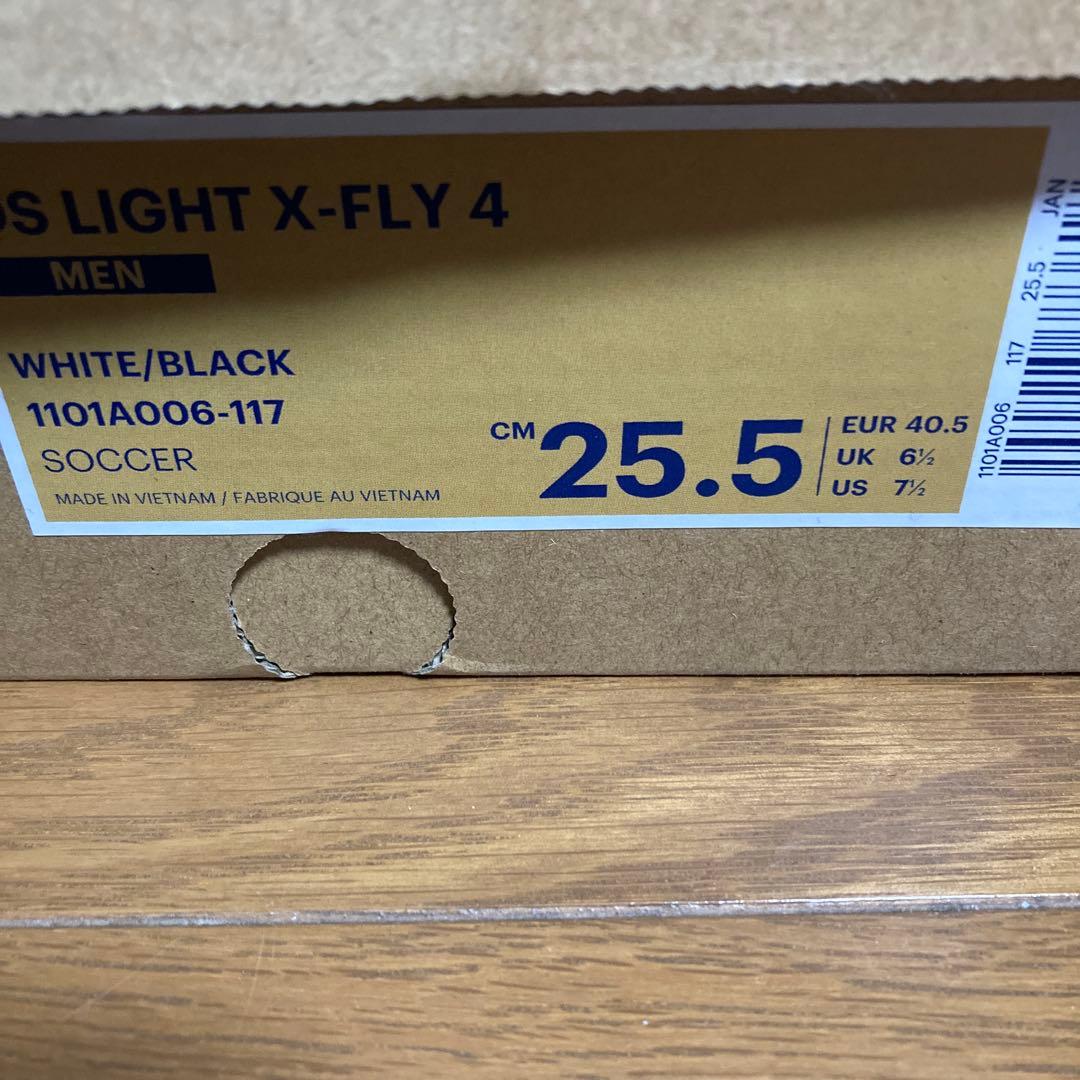 DS LIGHT X-FLY 4
MEN
WHITE/BLACK
1101A006-117
SOCCER
MADE IN VIETNAM / FABRIQUE AU VIETNAM
CM 25.5
EUR 40.5
UK 6½
US 7½
1101A006 117 25.5 JAN